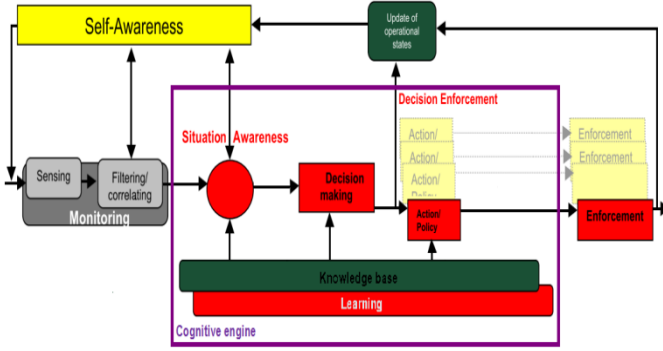 Self-Awareness
Update of
operational
states
Decision Enforcement
Situation Awareness
Action/
Enforcement
Action/
Enforcement
Action/
Policy
Sensing
Filtering/
correlating
Monitoring
Decision
making
Action/
Policy
Enforcement
Knowledge base
Learning
Cognitive engine